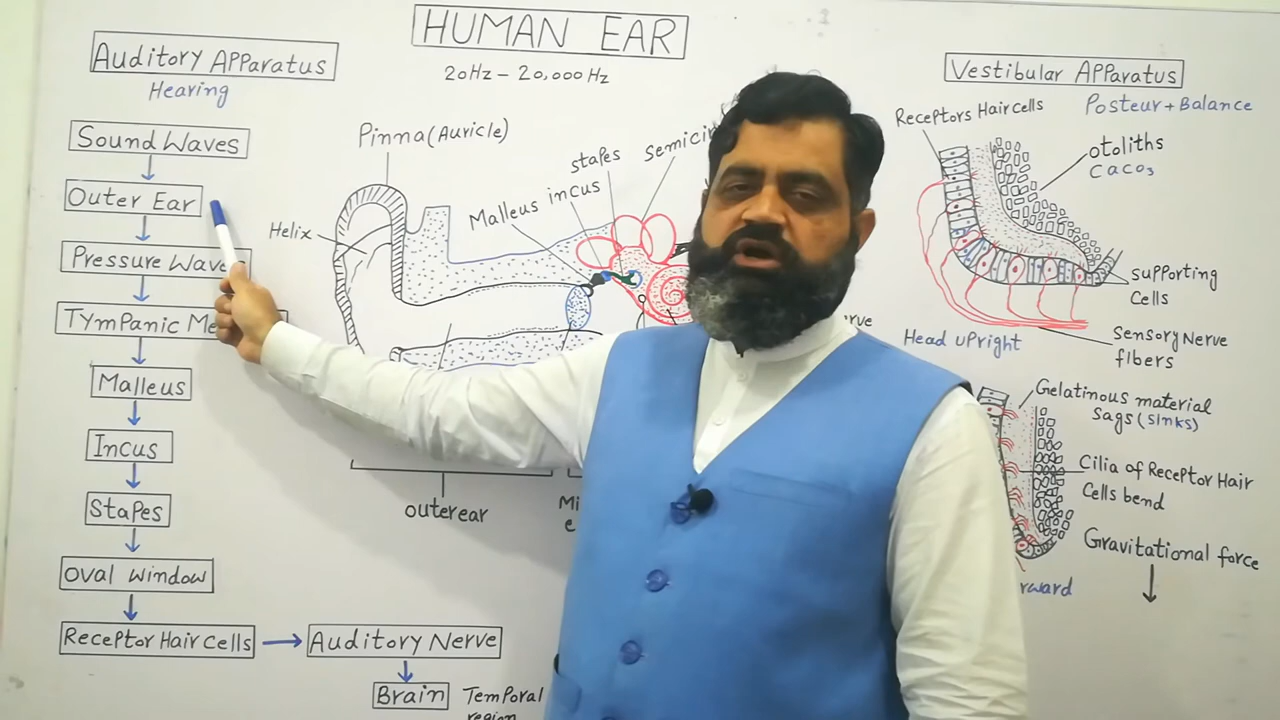 HUMAN EAR
20Hz – 20,000 Hz
Auditory APParatus
Hearing
Sound Waves
Outer Ear
Pressure Wave
TymPanic Me
Malleus
Incus
StaPes
Oval window
RecePtor Hair Cells
Auditory Nerve
Brain
Temporal
region
Pinna (Auricle)
Helix
Malleus
incus
stapes
outer ear
Vestibular APParatus
Posteur + Balance
Receptors Hair cells
otoliths
CaCO3
supporting
Cells
Sensory Nerve
fibers
Head upright
Gelatinous material
Sags (sinks)
Cilia of Receptor Hair
Cells bend
Gravitational force